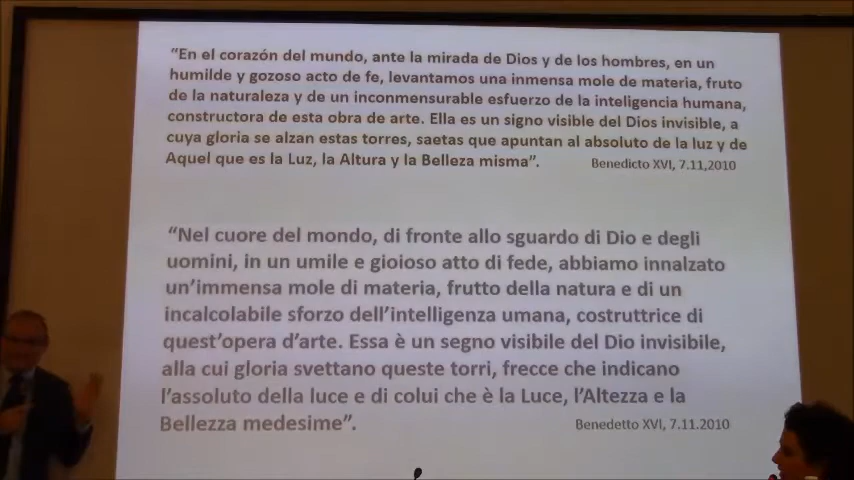 “En el corazón del mundo, ante la mirada de Dios y de los hombres, en un
humilde y gozoso acto de fe, levantamos una inmensa mole de materia, fruto
de la naturaleza y de un inconmensurable esfuerzo de la inteligencia humana,
constructora de esta obra de arte. Ella es un signo visible del Dios invisible, a
cuya gloria se alzan estas torres, saetas que apuntan al absoluto de la luz y de
Aquel que es la Luz, la Altura y la Belleza misma”. Benedicto XVI, 7.11,2010
“Nel cuore del mondo, di fronte allo sguardo di Dio e degli
uomini, in un umile e gioioso atto di fede, abbiamo innalzato
un’immensa mole di materia, frutto della natura e di un
incalcolabile sforzo dell’intelligenza umana, costruttrice di
quest’opera d’arte. Essa è un segno visibile del Dio invisibile,
alla cui gloria svettano queste torri, frecce che indicano
l’assoluto della luce e di colui che è la Luce, l’Altezza e la
Bellezza medesime”. Benedetto XVI, 7.11.2010